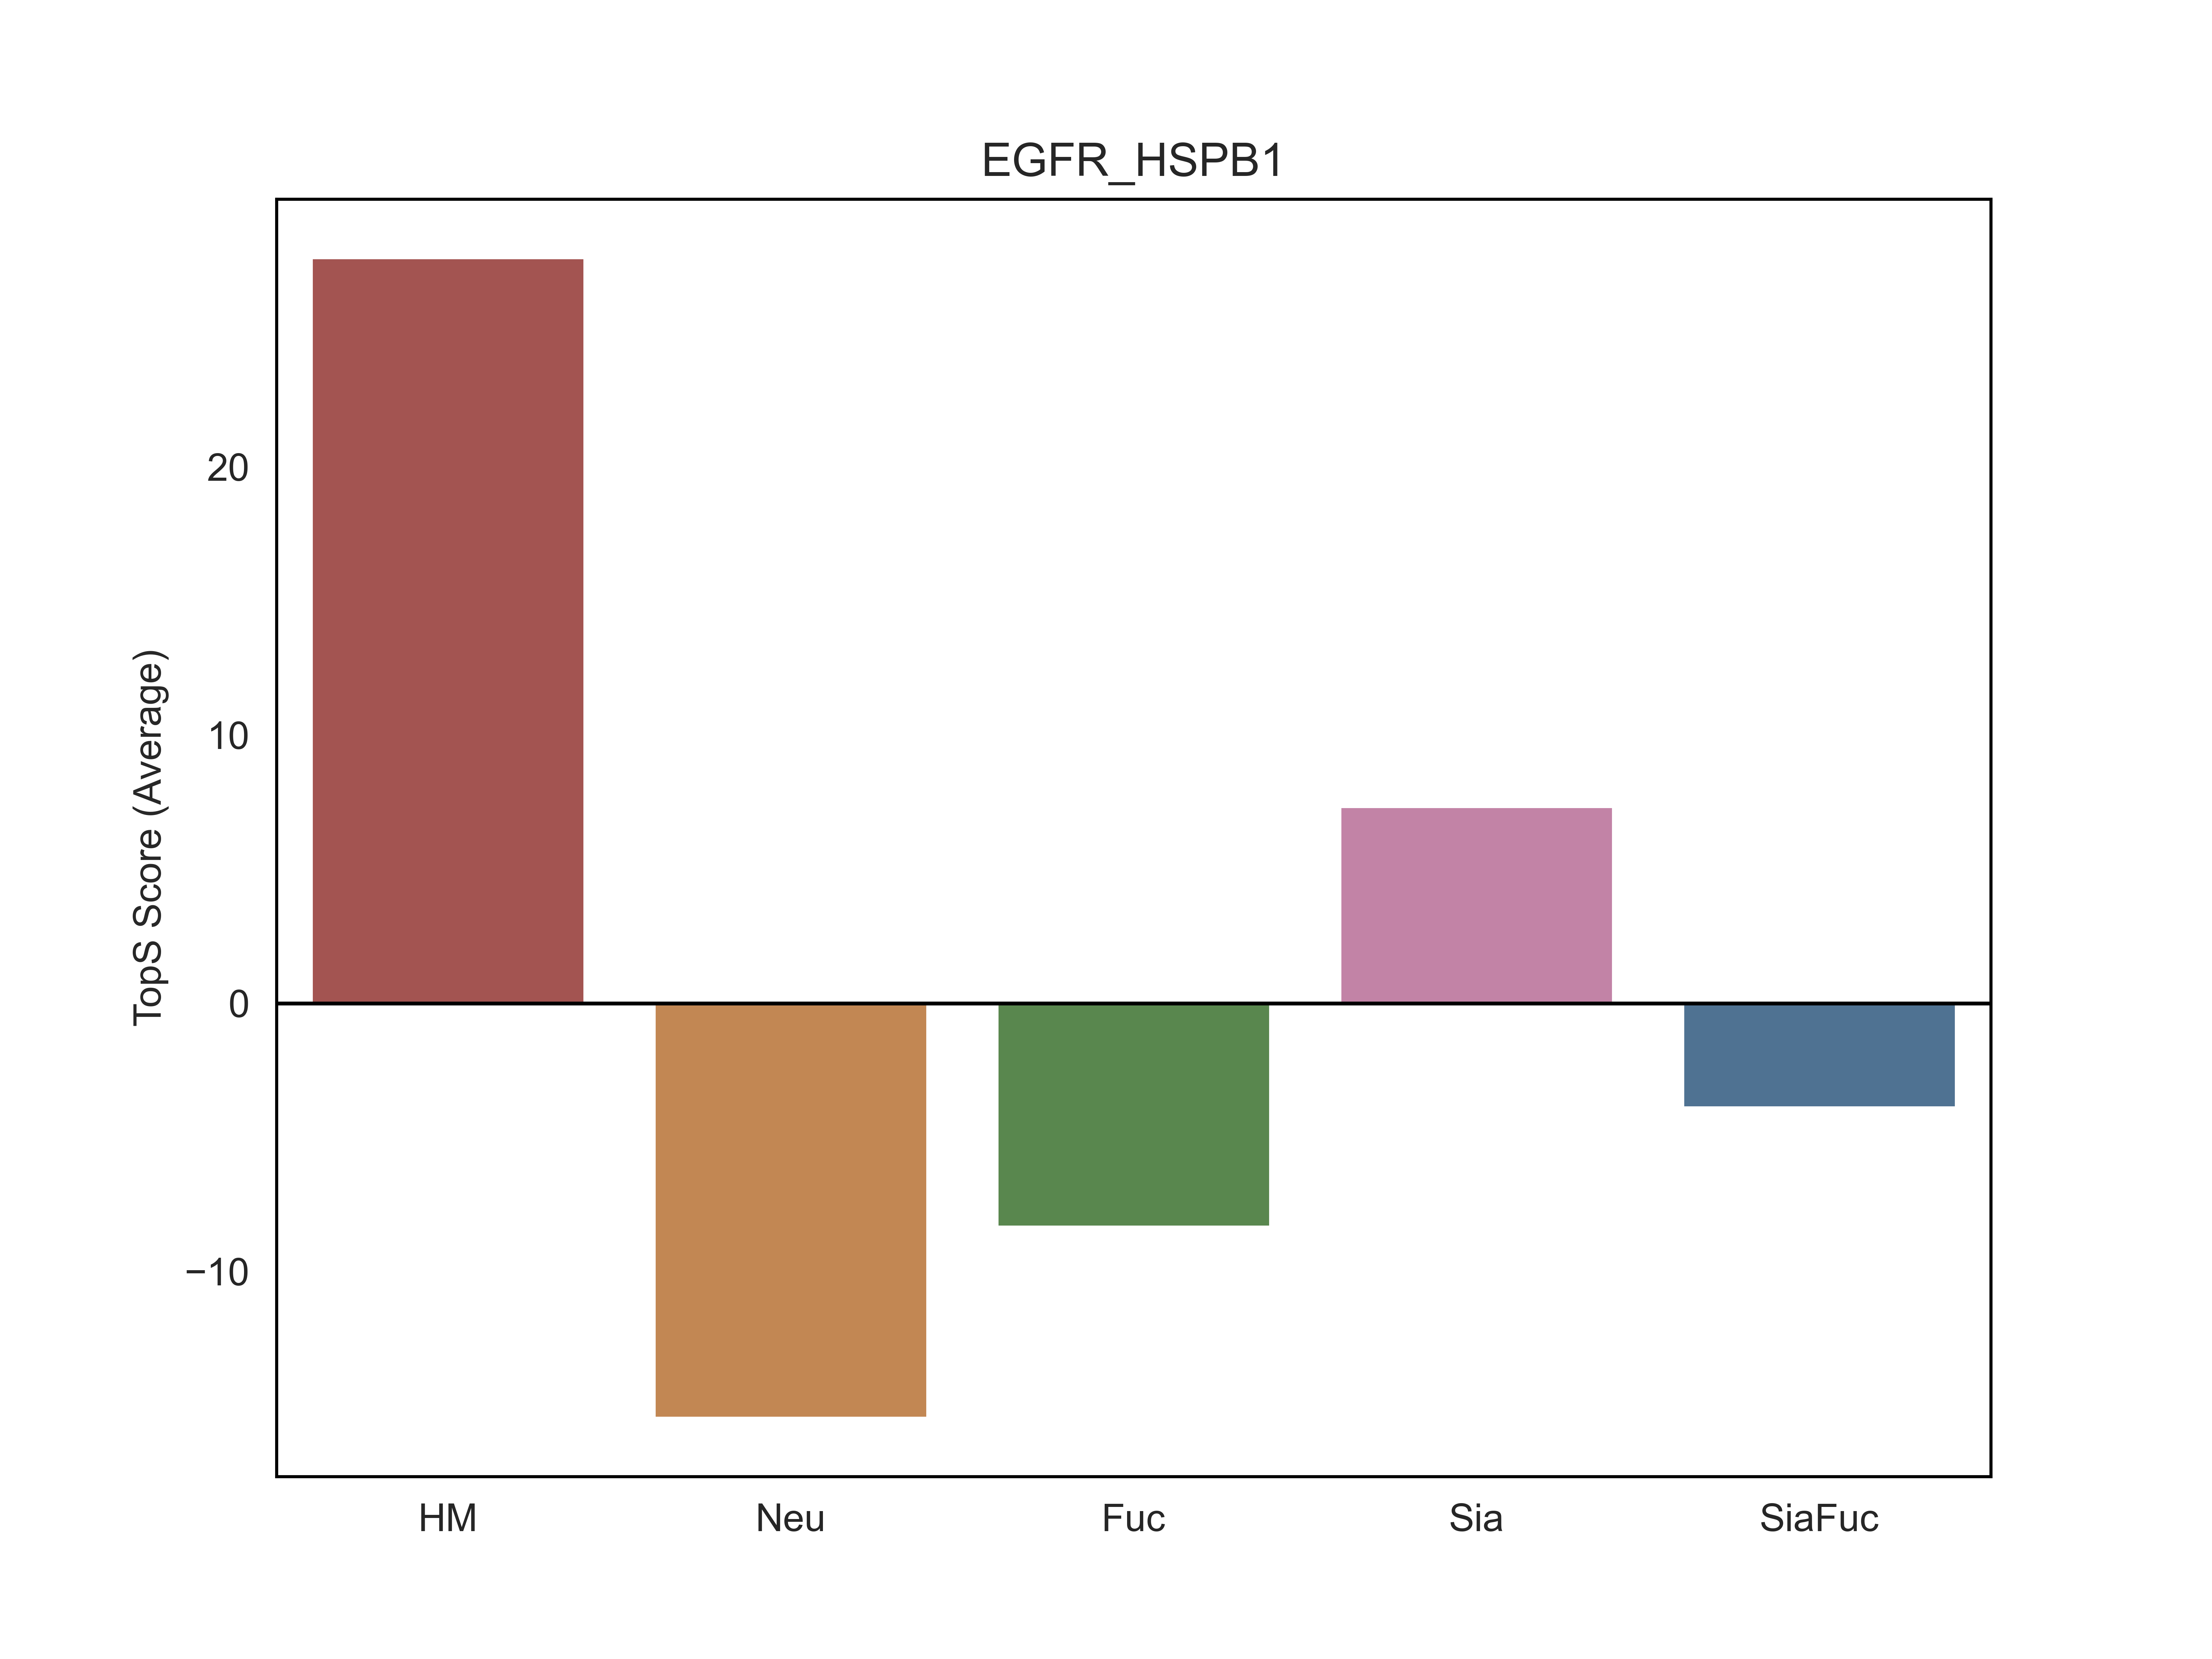 EGFR_HSPB1
TopS Score (Average)
20
10
0
−10
HM
Neu
Fuc
Sia
SiaFuc